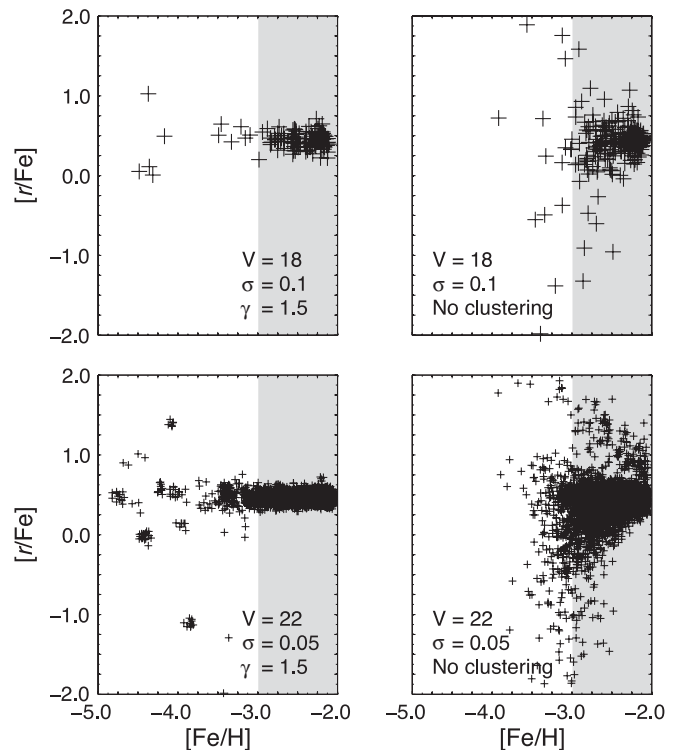 2.0
1.0
0.0
-1.0
-2.0
[r/Fe]
V = 18
σ = 0.1
γ = 1.5
V = 18
σ = 0.1
No clustering
2.0
1.0
0.0
-1.0
-2.0
[r/Fe]
V = 22
σ = 0.05
γ = 1.5
V = 22
σ = 0.05
No clustering
-5.0 -4.0 -3.0 -2.0
[Fe/H]
-5.0 -4.0 -3.0 -2.0
[Fe/H]